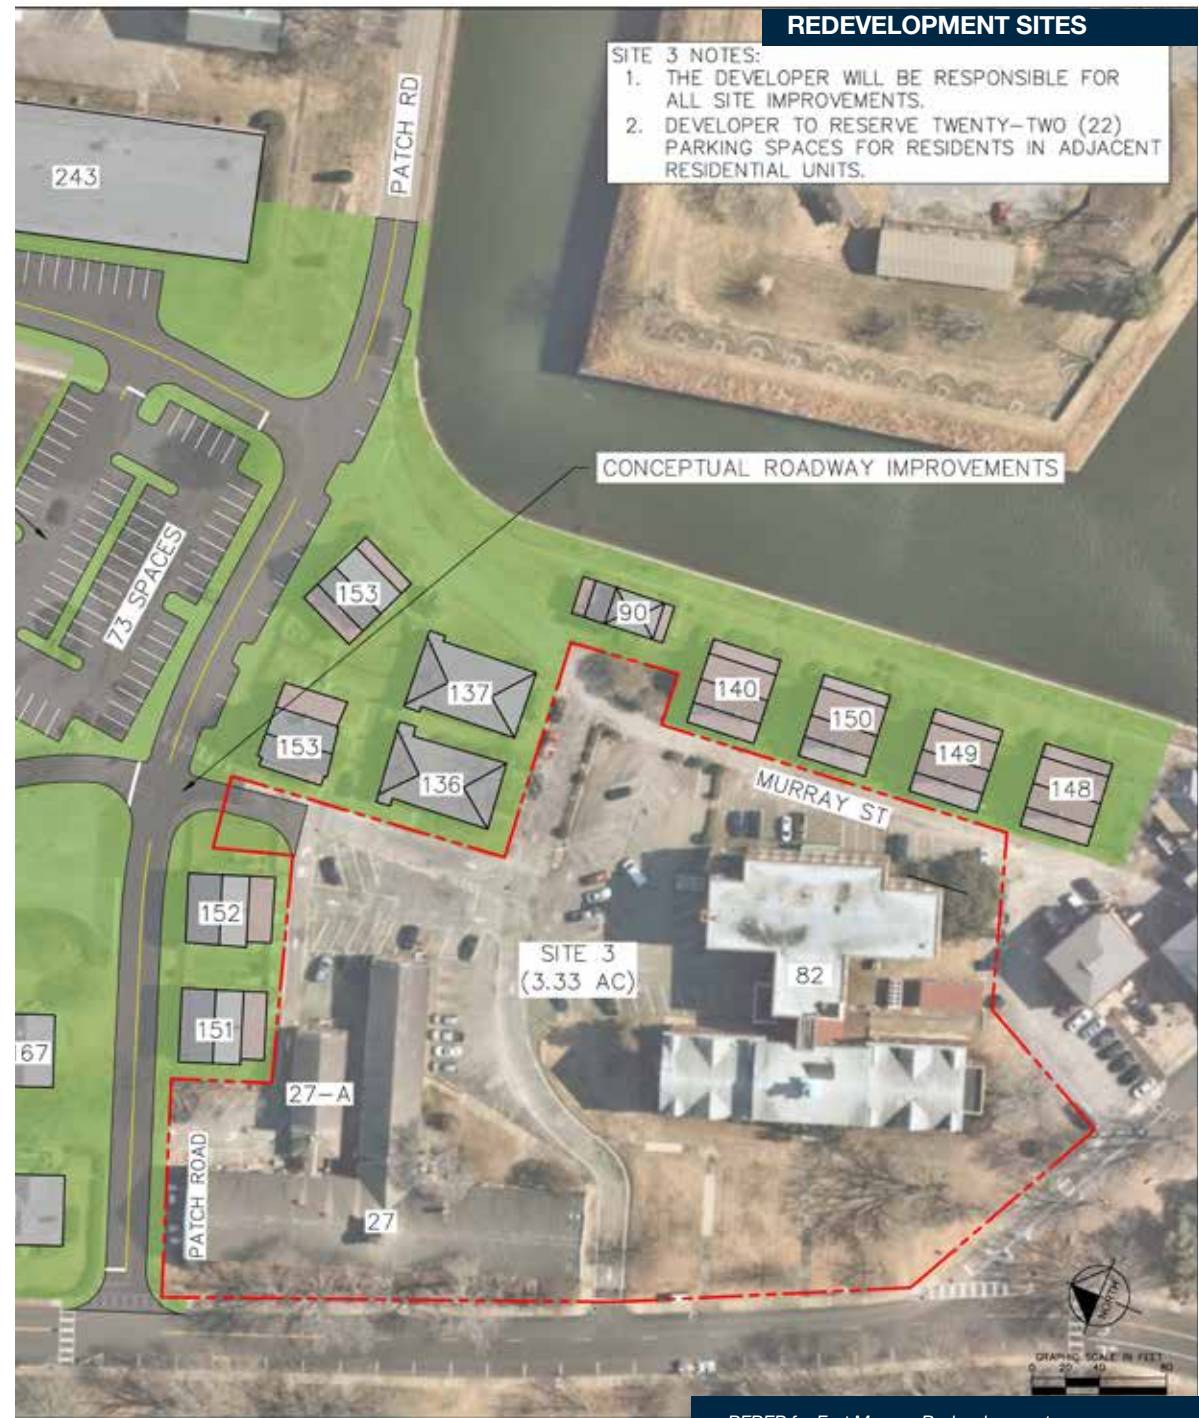 REDEVELOPMENT SITES
SITE 3 NOTES:
1. THE DEVELOPER WILL BE RESPONSIBLE FOR
ALL SITE IMPROVEMENTS.
2. DEVELOPER TO RESERVE TWENTY-TWO (22)
PARKING SPACES FOR RESIDENTS IN ADJACENT
RESIDENTIAL UNITS.
PATCH RD
243
CONCEPTUAL ROADWAY IMPROVEMENTS
73 SPACES
153
90
137
140
150
153
136
149
148
MURRAY ST
152
SITE 3
(3.33 AC)
82
151
167
27-A
PATCH ROAD
27
NORTH
GRAPHIC SCALE IN FEET
0 20 40 80